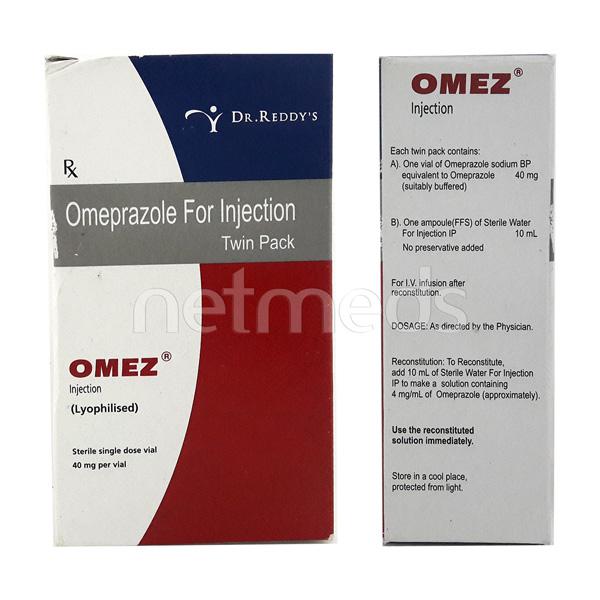 DR.REDDY'S
Rx
Omeprazole For Injection
Twin Pack
netmeds
OMEZ®
Injection
(Lyophilised)
Sterile single dose vial
40 mg per vial
OMEZ®
Injection
Each twin pack contains:
A). One vial of Omeprazole sodium BP
equivalent to Omeprazole 40 mg
(suitably buffered)
B). One ampoule(FFS) of Sterile Water
For Injection IP 10 mL
No preservative added
For I.V. infusion after
reconstitution.
DOSAGE: As directed by the Physician.
Reconstitution: To Reconstitute,
add 10 mL of Sterile Water For Injection
IP to make a solution containing
4 mg/mL of Omeprazole (approximately).
Use the reconstituted
solution immediately.
Store in a cool place,
protected from light.